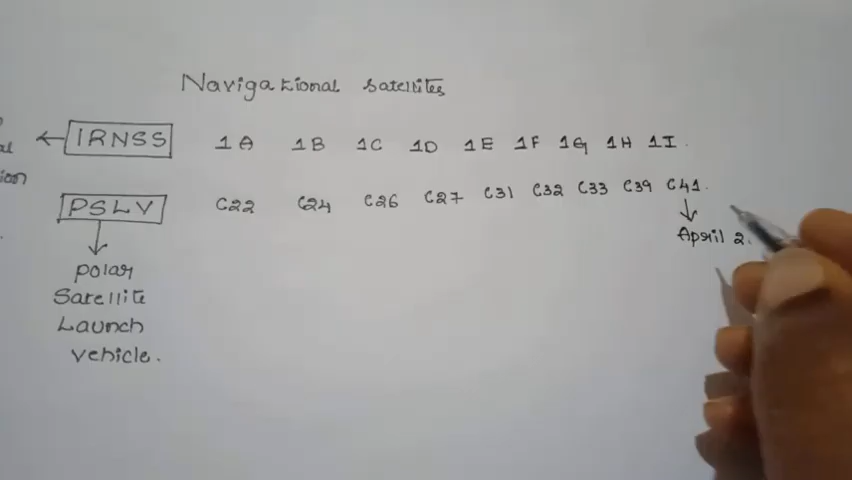 Navigational satellites
← IRNSS 1A 1B 1C 1D 1E 1F 1G 1H 1I.
PSLV C22 C24 C26 C27 C31 C32 C33 C39 C41.
April 2.
polar
Satellite
Launch
vehicle.